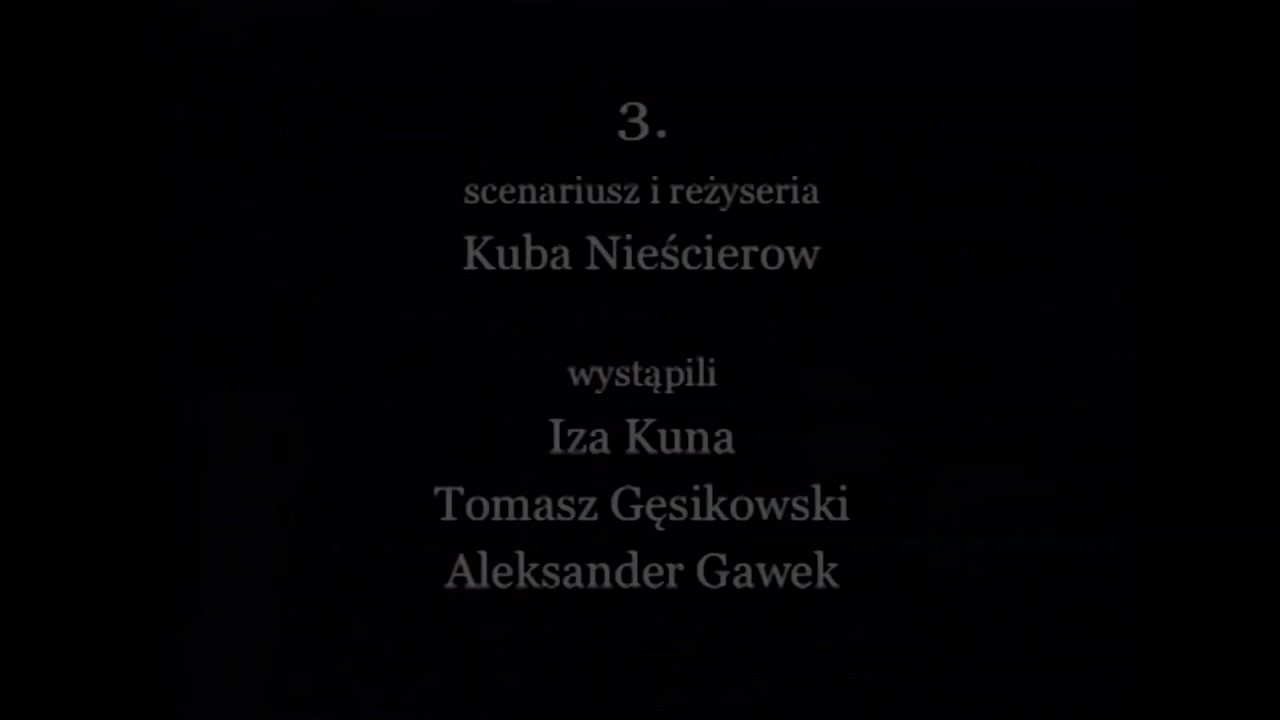 3.
scenariusz i reżyseria
Kuba Nieścierow
wystąpili
Iza Kuna
Tomasz Gęsikowski
Aleksander Gawek